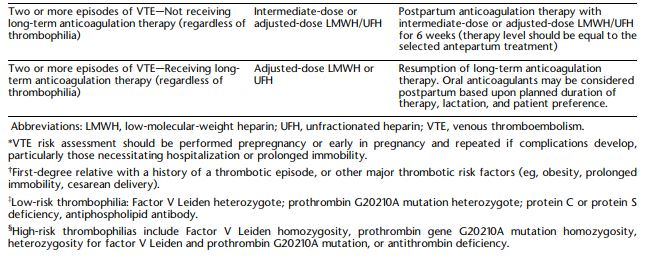 Two or more episodes of VTE—Not receiving long-term anticoagulation therapy (regardless of thrombophilia)
Intermediate-dose or adjusted-dose LMWH/UFH
Postpartum anticoagulation therapy with intermediate-dose or adjusted-dose LMWH/UFH for 6 weeks (therapy level should be equal to the selected antepartum treatment)
Two or more episodes of VTE—Receiving long-term anticoagulation therapy (regardless of thrombophilia)
Adjusted-dose LMWH or UFH
Resumption of long-term anticoagulation therapy. Oral anticoagulants may be considered postpartum based upon planned duration of therapy, lactation, and patient preference.
Abbreviations: LMWH, low-molecular-weight heparin; UFH, unfractionated heparin; VTE, venous thromboembolism.
*VTE risk assessment should be performed prepregnancy or early in pregnancy and repeated if complications develop,
particularly those necessitating hospitalization or prolonged immobility.
†First-degree relative with a history of a thrombotic episode, or other major thrombotic risk factors (eg, obesity, prolonged
immobility, cesarean delivery).
‡Low-risk thrombophilia: Factor V Leiden heterozygote; prothrombin G20210A mutation heterozygote; protein C or protein S
deficiency, antiphospholipid antibody.
§High-risk thrombophilias include Factor V Leiden homozygosity, prothrombin gene G20210A mutation homozygosity,
heterozygosity for factor V Leiden and prothrombin G20210A mutation, or antithrombin deficiency.